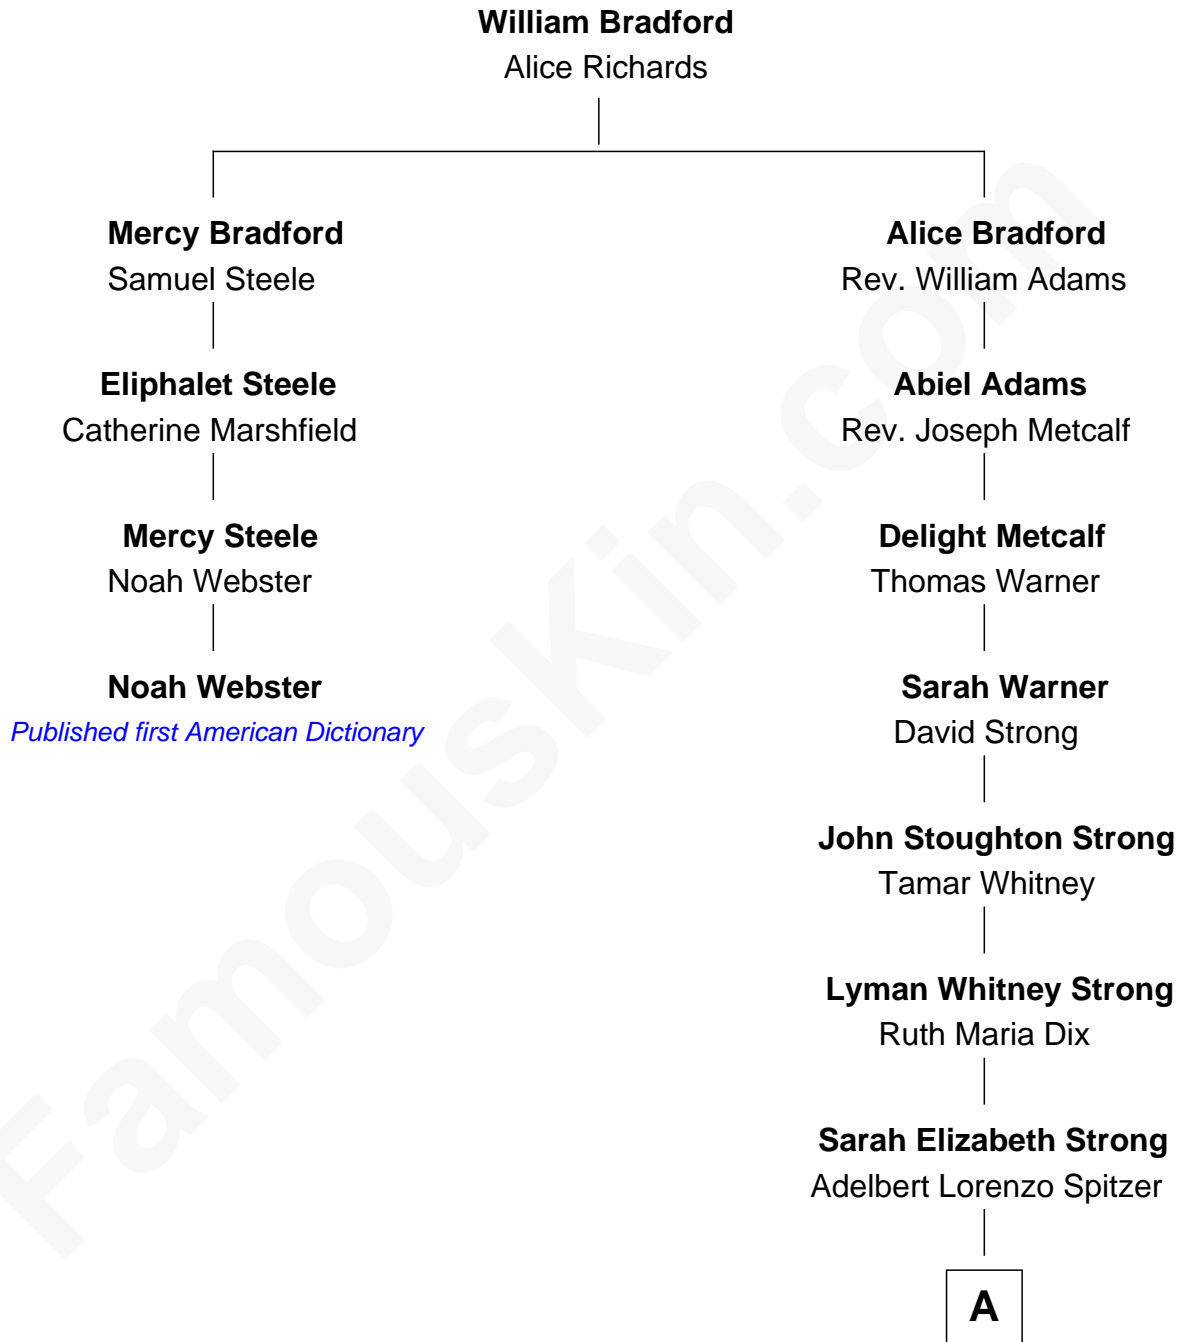 William Bradford
Alice Richards
Mercy Bradford
Samuel Steele
Alice Bradford
Rev. William Adams
Eliphalet Steele
Catherine Marshfield
Abiel Adams
Rev. Joseph Metcalf
Mercy Steele
Noah Webster
Delight Metcalf
Thomas Warner
Noah Webster
Published first American Dictionary
Sarah Warner
David Strong
John Stoughton Strong
Tamar Whitney
Lyman Whitney Strong
Ruth Maria Dix
Sarah Elizabeth Strong
Adelbert Lorenzo Spitzer
A
FamousKin.com